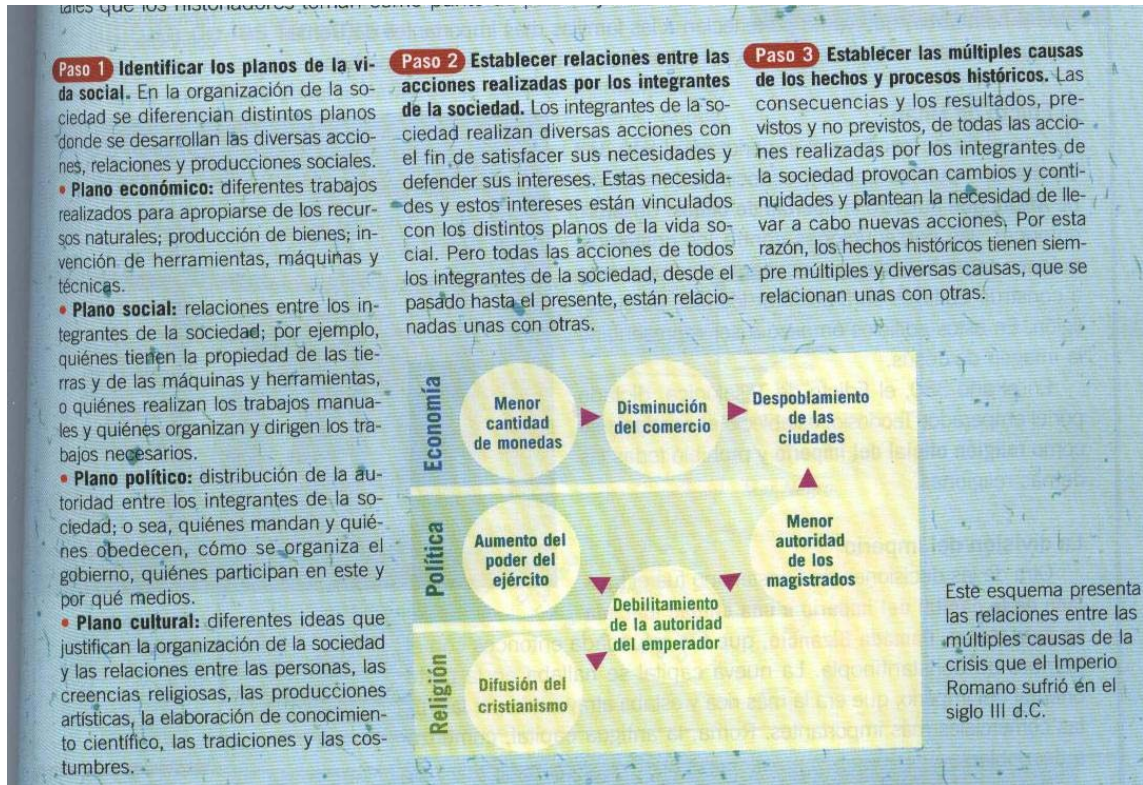 tales que los historiadores toman como punto de
Paso 1 Identificar los planos de la vi-
da social. En la organización de la so-
ciedad se diferencian distintos planos
donde se desarrollan las diversas accio-
nes, relaciones y producciones sociales.
• Plano económico: diferentes trabajos
realizados para apropiarse de los recur-
sos naturales; producción de bienes; in-
vención de herramientas, máquinas y
técnicas.
• Plano social: relaciones entre los in-
tegrantes de la sociedad; por ejemplo,
quiénes tienen la propiedad de las tie-
rras y de las máquinas y herramientas,
o quiénes realizan los trabajos manua-
les y quiénes organizan y dirigen los tra-
bajos necesarios.
• Plano político: distribución de la au-
toridad entre los integrantes de la so-
ciedad; o sea, quiénes mandan y quié-
nes obedecen, cómo se organiza el
gobierno, quiénes participan en este y
por qué medios.
• Plano cultural: diferentes ideas que
justifican la organización de la sociedad
y las relaciones entre las personas, las
creencias religiosas, las producciones
artísticas, la elaboración de conocimien-
to científico, las tradiciones y las cos-
tumbres.
Paso 2 Establecer relaciones entre las
acciones realizadas por los integrantes
de la sociedad. Los integrantes de la so-
ciedad realizan diversas acciones con
el fin de satisfacer sus necesidades y
defender sus intereses. Estas necesida-
des y estos intereses están vinculados
con los distintos planos de la vida so-
cial. Pero todas las acciones de todos
los integrantes de la sociedad, desde el
pasado hasta el presente, están relacio-
nadas unas con otras.
Paso 3 Establecer las múltiples causas
de los hechos y procesos históricos. Las
consecuencias y los resultados, pre-
vistos y no previstos, de todas las accio-
nes realizadas por los integrantes de
la sociedad provocan cambios y conti-
nuidades y plantean la necesidad de lle-
var a cabo nuevas acciones. Por esta
razón, los hechos históricos tienen siem-
pre múltiples y diversas causas, que se
relacionan unas con otras.
Economía
Menor
cantidad
de monedas
Disminución
del comercio
Despoblamiento
de las
ciudades
Política
Aumento del
poder del
ejército
Menor
autoridad
de los
magistrados
Debilitamiento
de la autoridad
del emperador
Religión
Difusión del
cristianismo
Este esquema presenta
las relaciones entre las
múltiples causas de la
crisis que el Imperio
Romano sufrió en el
siglo III d.C.